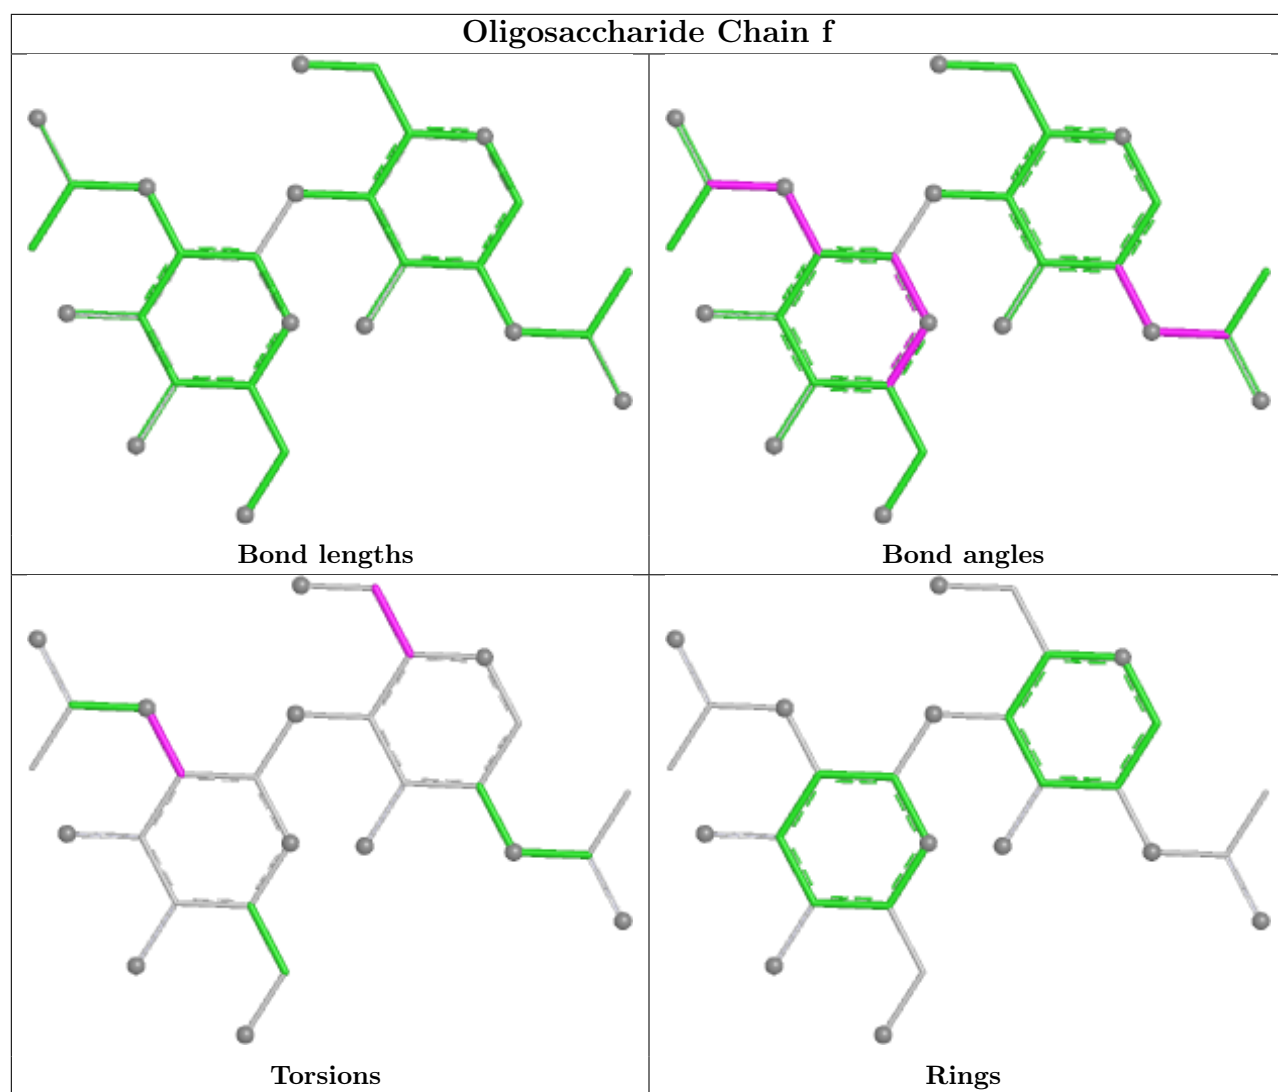 Oligosaccharide Chain f
Bond lengths
Bond angles
Torsions
Rings